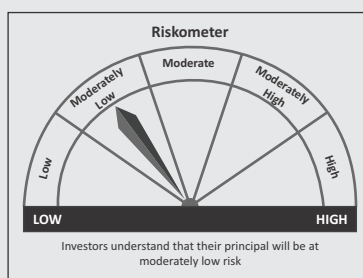 Riskometer
Low
Moderately
Low
Moderate
Moderately
High
High
LOW
HIGH
Investors understand that their principal will be at
moderately low risk